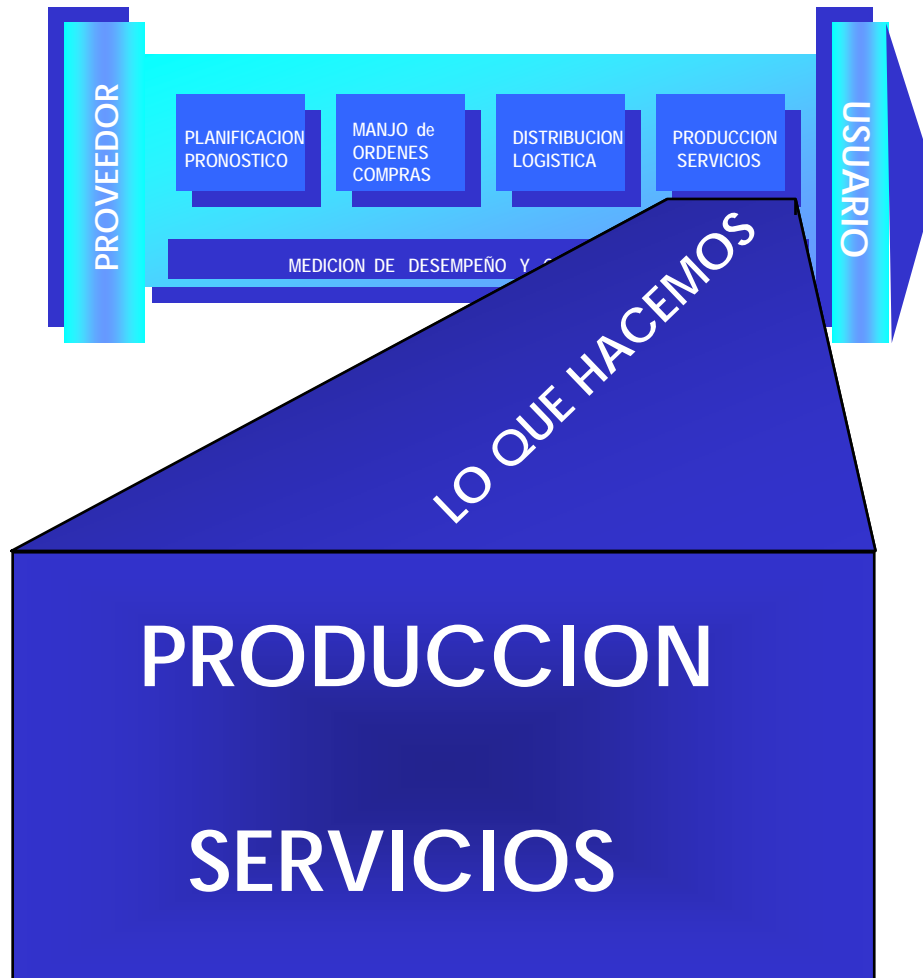 PROVEEDOR
PLANIFICACION
PRONOSTICO
MANJO de
ORDENES
COMPRAS
DISTRIBUCION
LOGISTICA
PRODUCCION
SERVICIOS
USUARIO
MEDICION DE DESEMPEÑO Y
LO QUE HACEMOS
PRODUCCION
SERVICIOS